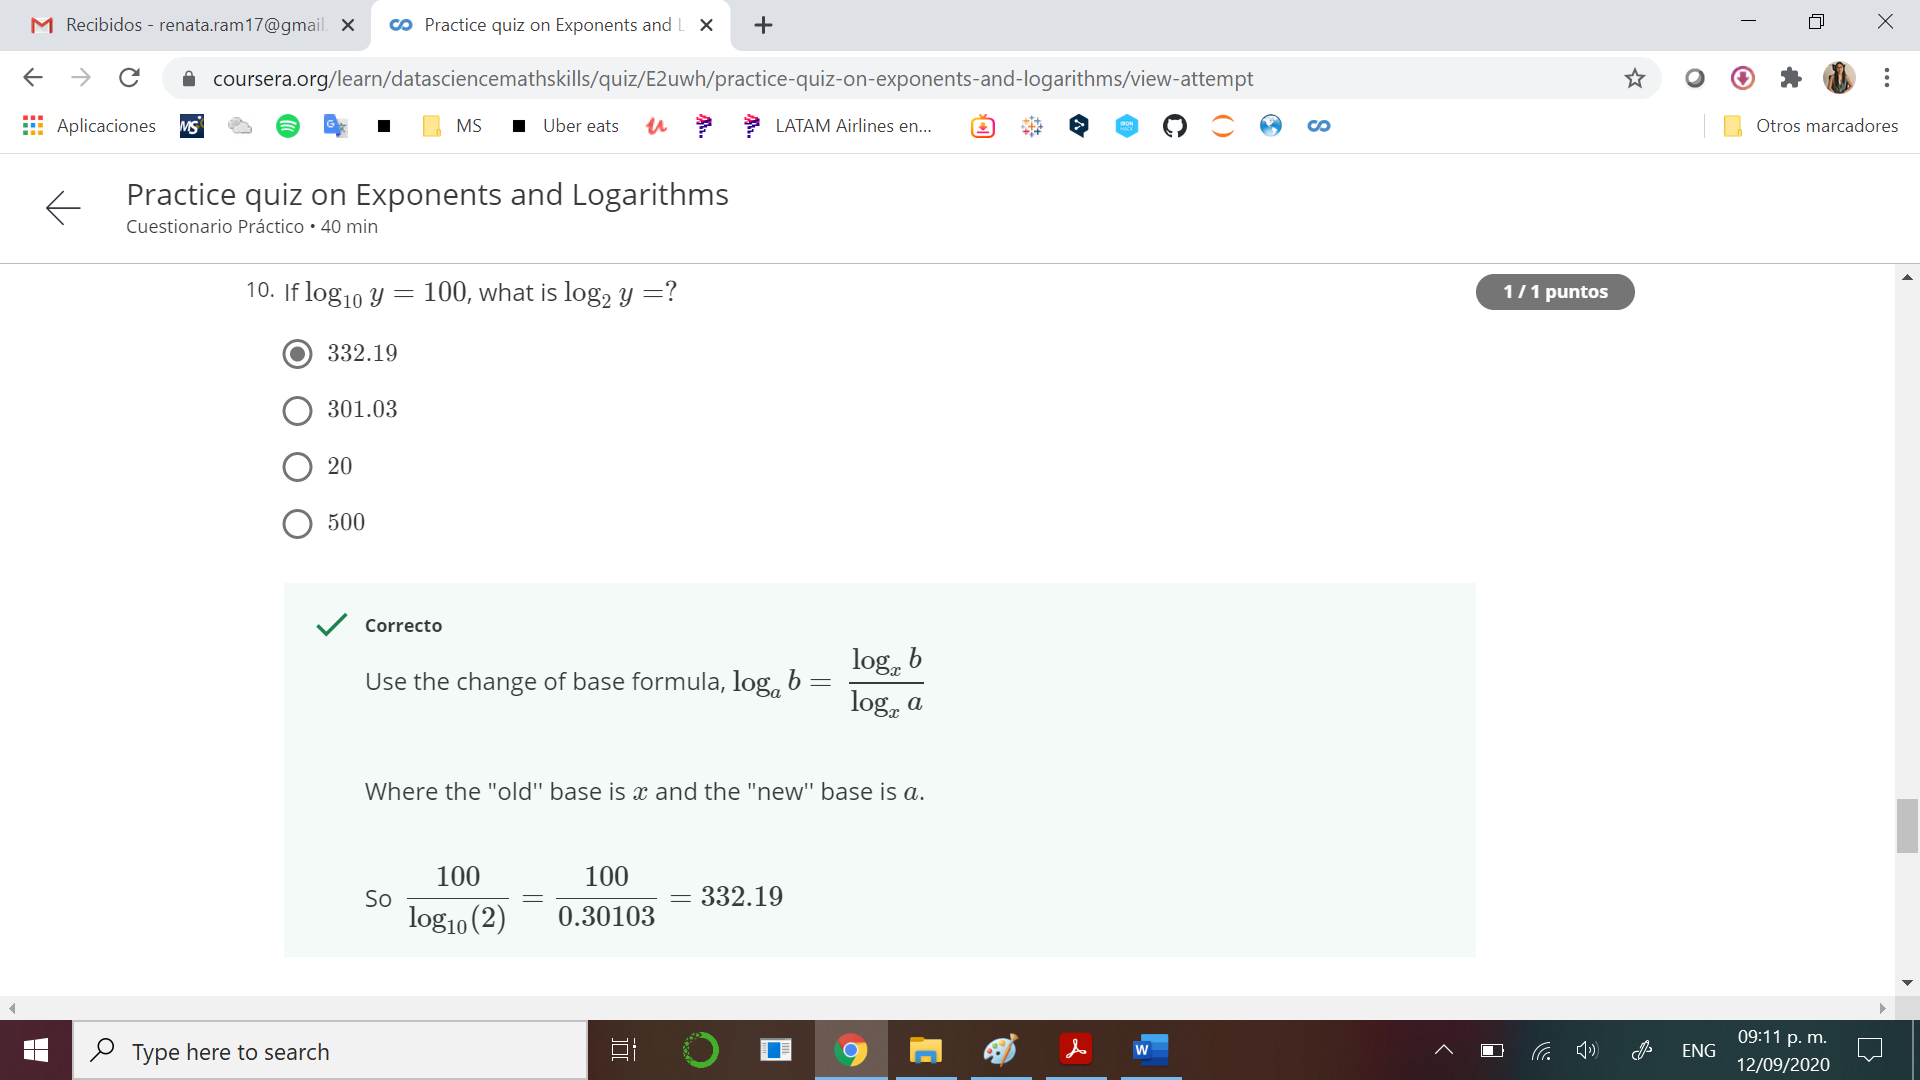 Recibidos - renata.ram17@gmail.
Practice quiz on Exponents and L
coursera.org/learn/datasciencemathskills/quiz/E2uwh/practice-quiz-on-exponents-and-logarithms/view-attempt
Aplicaciones MS MS Uber eats LATAM Airlines en... Otros marcadores
Practice quiz on Exponents and Logarithms
Cuestionario Práctico • 40 min
10. If log₁₀ y = 100, what is log₂ y =?
1 / 1 puntos
332.19
301.03
20
500
Correcto
Use the change of base formula, logₐ b = logₓ b / logₓ a
Where the "old'' base is x and the "new'' base is a.
So 100 / log₁₀(2) = 100 / 0.30103 = 332.19
Type here to search
ENG
09:11 p. m.
12/09/2020